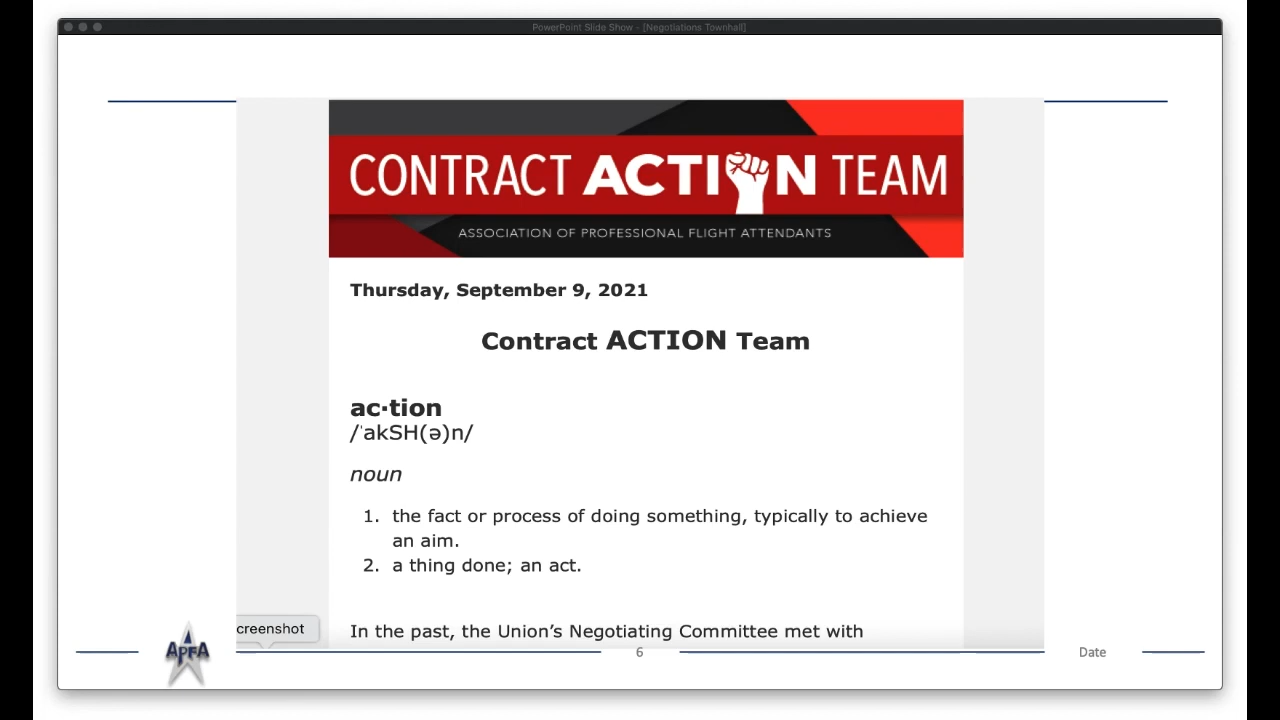 PowerPoint Slide Show - [Negotiations Townhall]
CONTRACT ACTION TEAM
ASSOCIATION OF PROFESSIONAL FLIGHT ATTENDANTS
Thursday, September 9, 2021
Contract ACTION Team
ac·tion
/ˈakSH(ə)n/
noun
1. the fact or process of doing something, typically to achieve
an aim.
2. a thing done; an act.
creenshot
In the past, the Union’s Negotiating Committee met with
APFA
6
Date